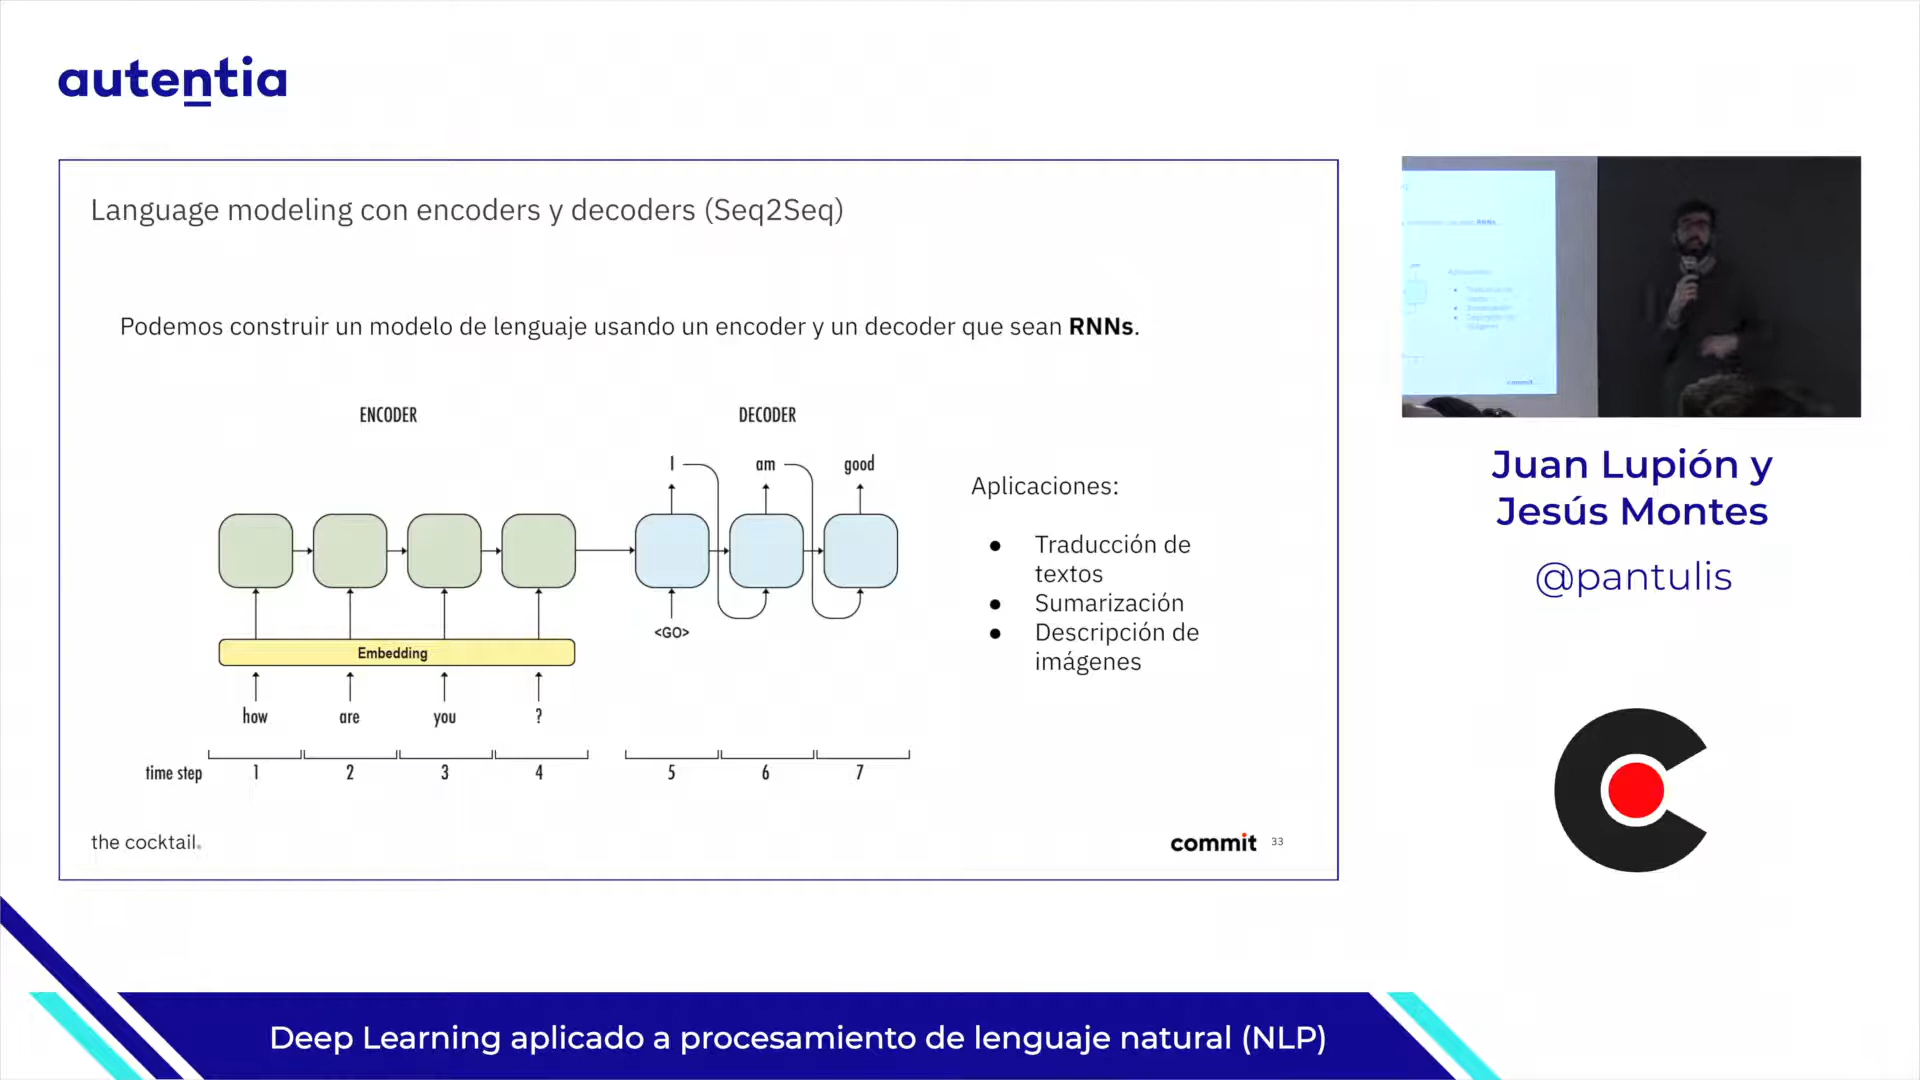 autentia
Language modeling con encoders y decoders (Seq2Seq)
Podemos construir un modelo de lenguaje usando un encoder y un decoder que sean RNNs.
ENCODER
DECODER
I am good
<GO>
Embedding
how are you ?
time step 1 2 3 4 5 6 7
Aplicaciones:
● Traducción de
textos
● Sumarización
● Descripción de
imágenes
the cocktail.
commit 33
RNNs
commit
Juan Lupión y
Jesús Montes
@pantulis
Deep Learning aplicado a procesamiento de lenguaje natural (NLP)